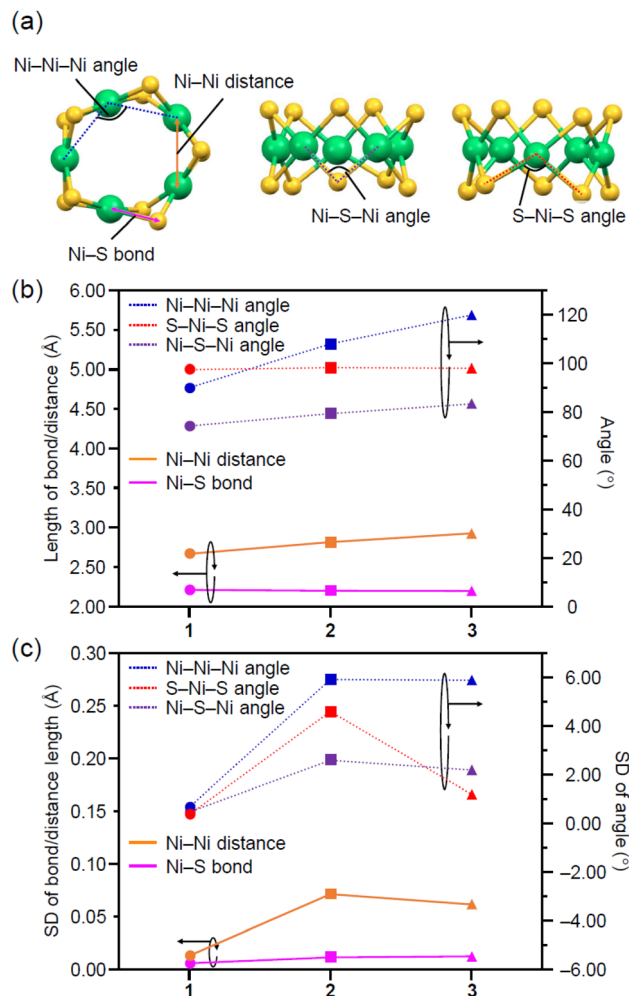 (a)
Ni–Ni–Ni angle
Ni–Ni distance
Ni–S bond
Ni–S–Ni angle
S–Ni–S angle
(b)
Length of bond/distance (Å)
6.00
5.50
5.00
4.50
4.00
3.50
3.00
2.50
2.00
Ni–Ni–Ni angle
S–Ni–S angle
Ni–S–Ni angle
Ni–Ni distance
Ni–S bond
120
100
80
60
40
20
0
Angle (°)
1 2 3
(c)
SD of bond/distance length (Å)
0.30
0.25
0.20
0.15
0.10
0.05
0.00
Ni–Ni–Ni angle
S–Ni–S angle
Ni–S–Ni angle
Ni–Ni distance
Ni–S bond
6.00
4.00
2.00
0.00
–2.00
–4.00
–6.00
SD of angle (°)
1 2 3